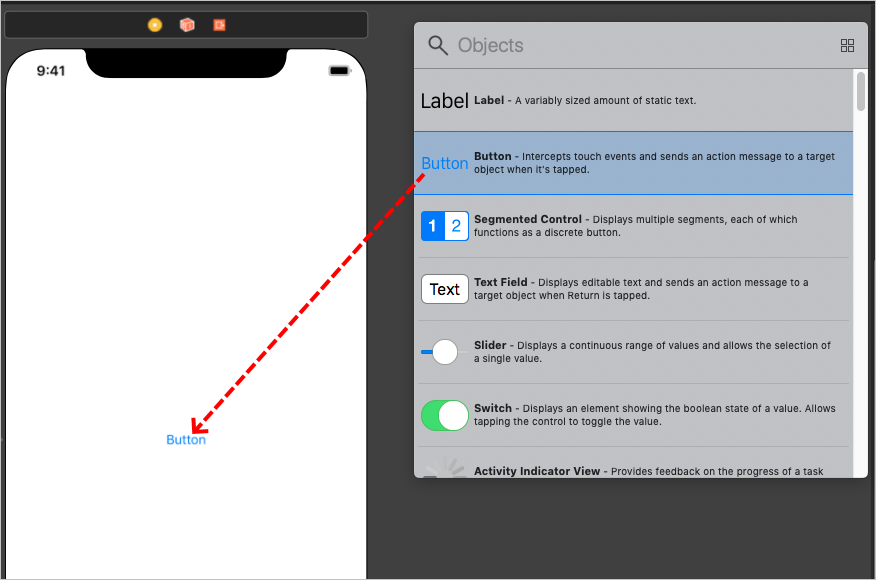 9:41
Button
Objects
Label Label - A variably sized amount of static text.
Button Button - Intercepts touch events and sends an action message to a target
object when it's tapped.
1 2 Segmented Control - Displays multiple segments, each of which
functions as a discrete button.
Text Text Field - Displays editable text and sends an action message to a
target object when Return is tapped.
Slider - Displays a continuous range of values and allows the selection of
a single value.
Switch - Displays an element showing the boolean state of a value. Allows
tapping the control to toggle the value.
Activity Indicator View - Provides feedback on the progress of a task